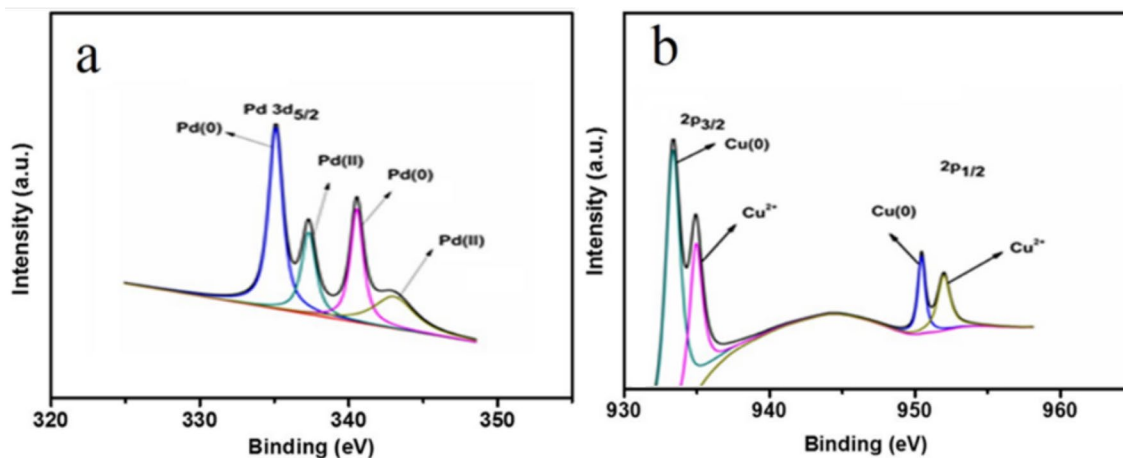 a
Pd 3d5/2
Pd(0)
Pd(II)
Pd(0)
Pd(II)
Intensity (a.u.)
320 330 340 350
Binding (eV)
b
2p3/2
Cu(0)
Cu2+
2p1/2
Cu(0)
Cu2+
Intensity (a.u.)
930 940 950 960
Binding (eV)